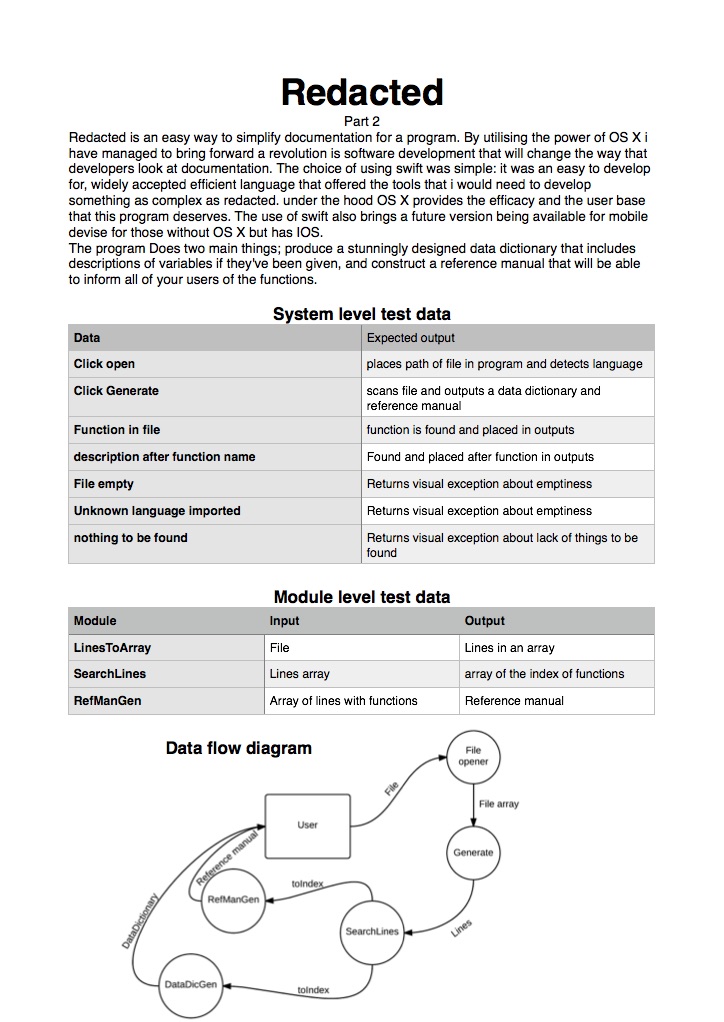 Redacted
Part 2
Redacted is an easy way to simplify documentation for a program. By utilising the power of OS X i
have managed to bring forward a revolution is software development that will change the way that
developers look at documentation. The choice of using swift was simple: it was an easy to develop
for, widely accepted efficient language that offered the tools that i would need to develop
something as complex as redacted. under the hood OS X provides the efficacy and the user base
that this program deserves. The use of swift also brings a future version being available for mobile
devise for those without OS X but has IOS.
The program Does two main things; produce a stunningly designed data dictionary that includes
descriptions of variables if they've been given, and construct a reference manual that will be able
to inform all of your users of the functions.
System level test data
Data Expected output
Click open places path of file in program and detects language
Click Generate scans file and outputs a data dictionary and
reference manual
Function in file function is found and placed in outputs
description after function name Found and placed after function in outputs
File empty Returns visual exception about emptiness
Unknown language imported Returns visual exception about emptiness
nothing to be found Returns visual exception about lack of things to be
found
Module level test data
Module Input Output
LinesToArray File Lines in an array
SearchLines Lines array array of the index of functions
RefManGen Array of lines with functions Reference manual
Data flow diagram
File
opener
File
File array
User
Generate
Reference manual
toIndex
RefManGen
DataDictionary
SearchLines
Lines
DataDicGen
toIndex